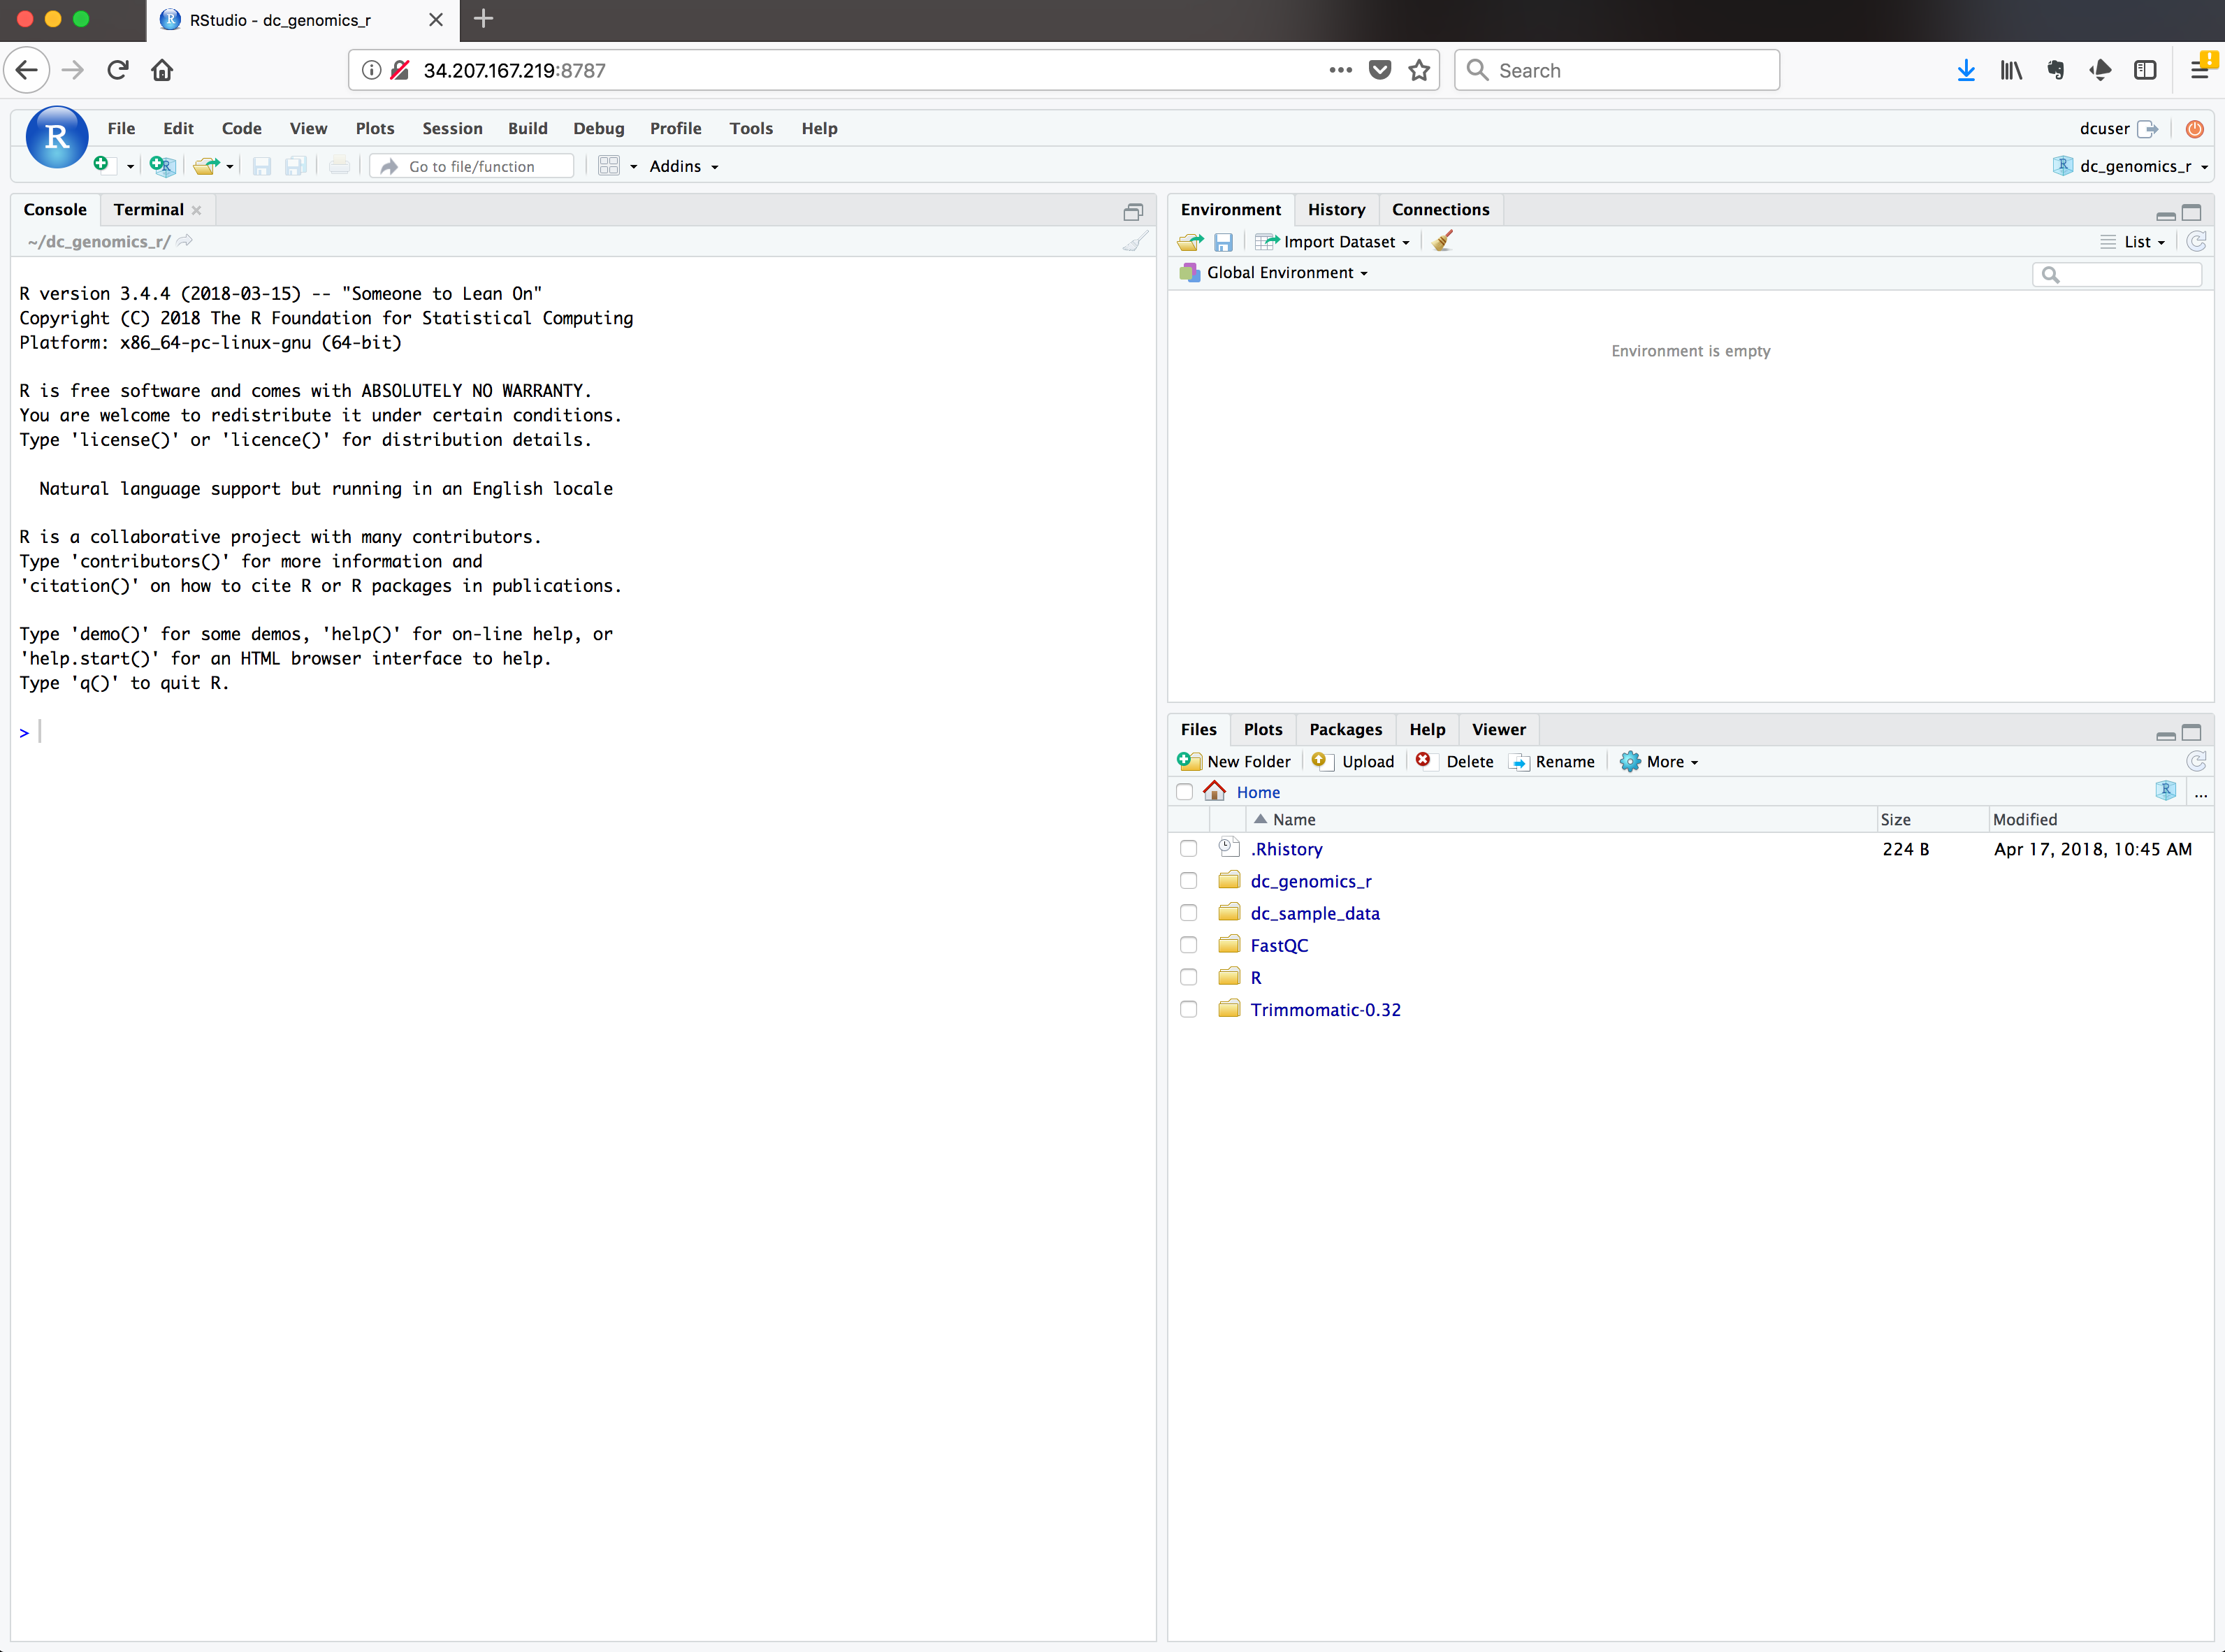 RStudio - dc_genomics_r
34.207.167.219:8787
Search
R
File Edit Code View Plots Session Build Debug Profile Tools Help
dcuser
Go to file/function
Addins
dc_genomics_r
Console Terminal
~/dc_genomics_r/
R version 3.4.4 (2018-03-15) -- "Someone to Lean On"
Copyright (C) 2018 The R Foundation for Statistical Computing
Platform: x86_64-pc-linux-gnu (64-bit)
R is free software and comes with ABSOLUTELY NO WARRANTY.
You are welcome to redistribute it under certain conditions.
Type 'license()' or 'licence()' for distribution details.
Natural language support but running in an English locale
R is a collaborative project with many contributors.
Type 'contributors()' for more information and
'citation()' on how to cite R or R packages in publications.
Type 'demo()' for some demos, 'help()' for on-line help, or
'help.start()' for an HTML browser interface to help.
Type 'q()' to quit R.
>
Environment History Connections
Import Dataset
List
Global Environment
Environment is empty
Files Plots Packages Help Viewer
New Folder Upload Delete Rename More
Home
...
Name Size Modified
.Rhistory 224 B Apr 17, 2018, 10:45 AM
dc_genomics_r
dc_sample_data
FastQC
R
Trimmomatic-0.32